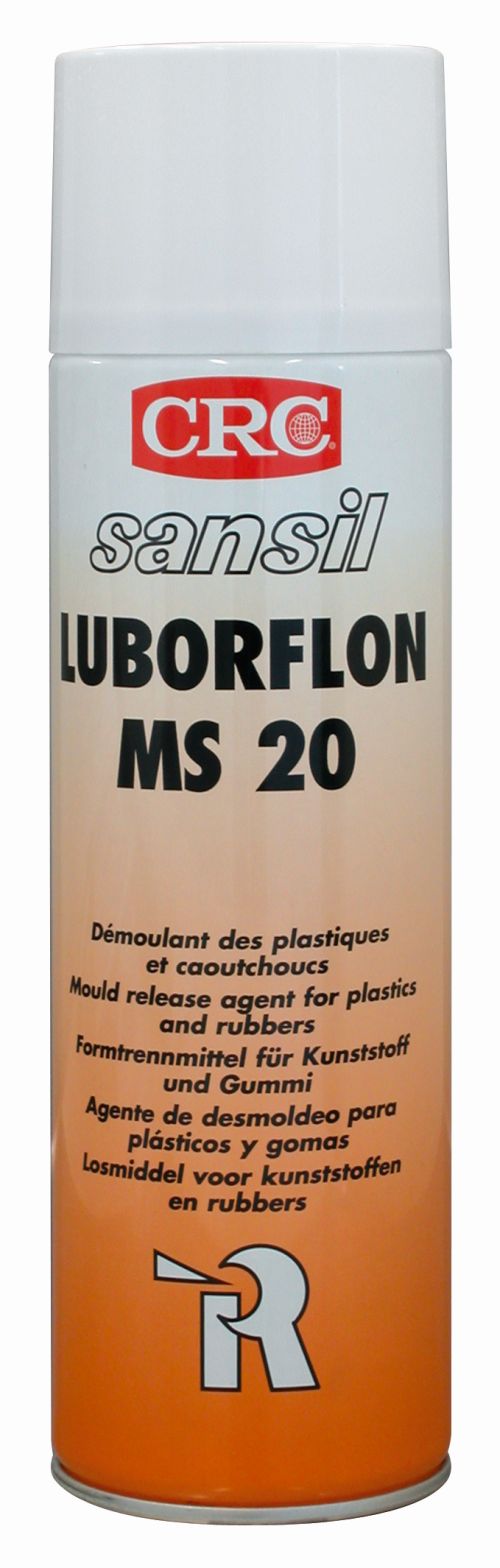 CRC
sansil
LUBORFLON
MS 20
Démoulant des plastiques
et caoutchoucs
Mould release agent for plastics
and rubbers
Formtrennmittel für Kunststoff
und Gummi
Agente de desmoldeo para
plásticos y gomas
Losmiddel voor kunststoffen
en rubbers
R